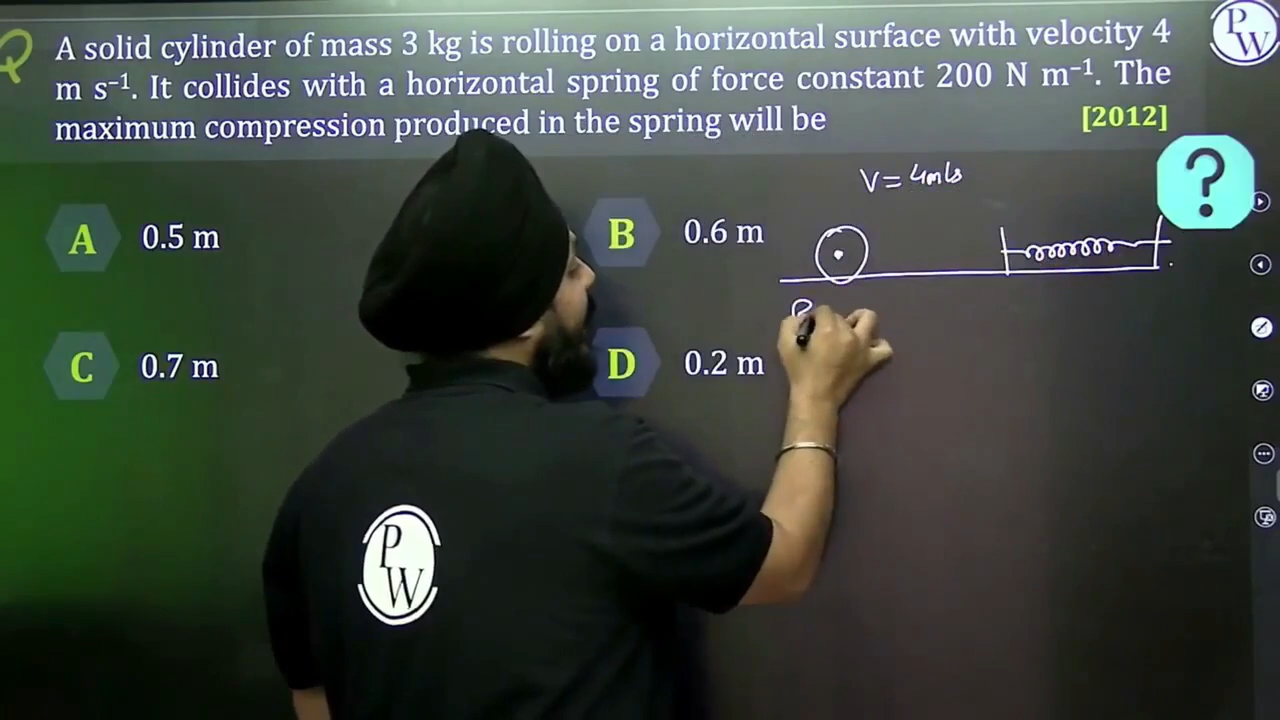 Q A solid cylinder of mass 3 kg is rolling on a horizontal surface with velocity 4
m s⁻¹. It collides with a horizontal spring of force constant 200 N m⁻¹. The
maximum compression produced in the spring will be
[2012]
V = 4m/s
A 0.5 m
B 0.6 m
C 0.7 m
D 0.2 m
?
PW
PW